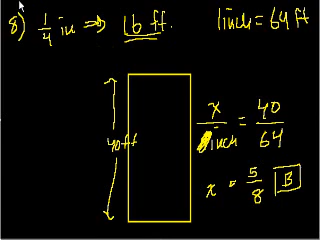 8) 1/4 in ⇒ 16 ft.
1 inch = 64 ft
40 ft
x/1 inch = 40/64
x = 5/8 B